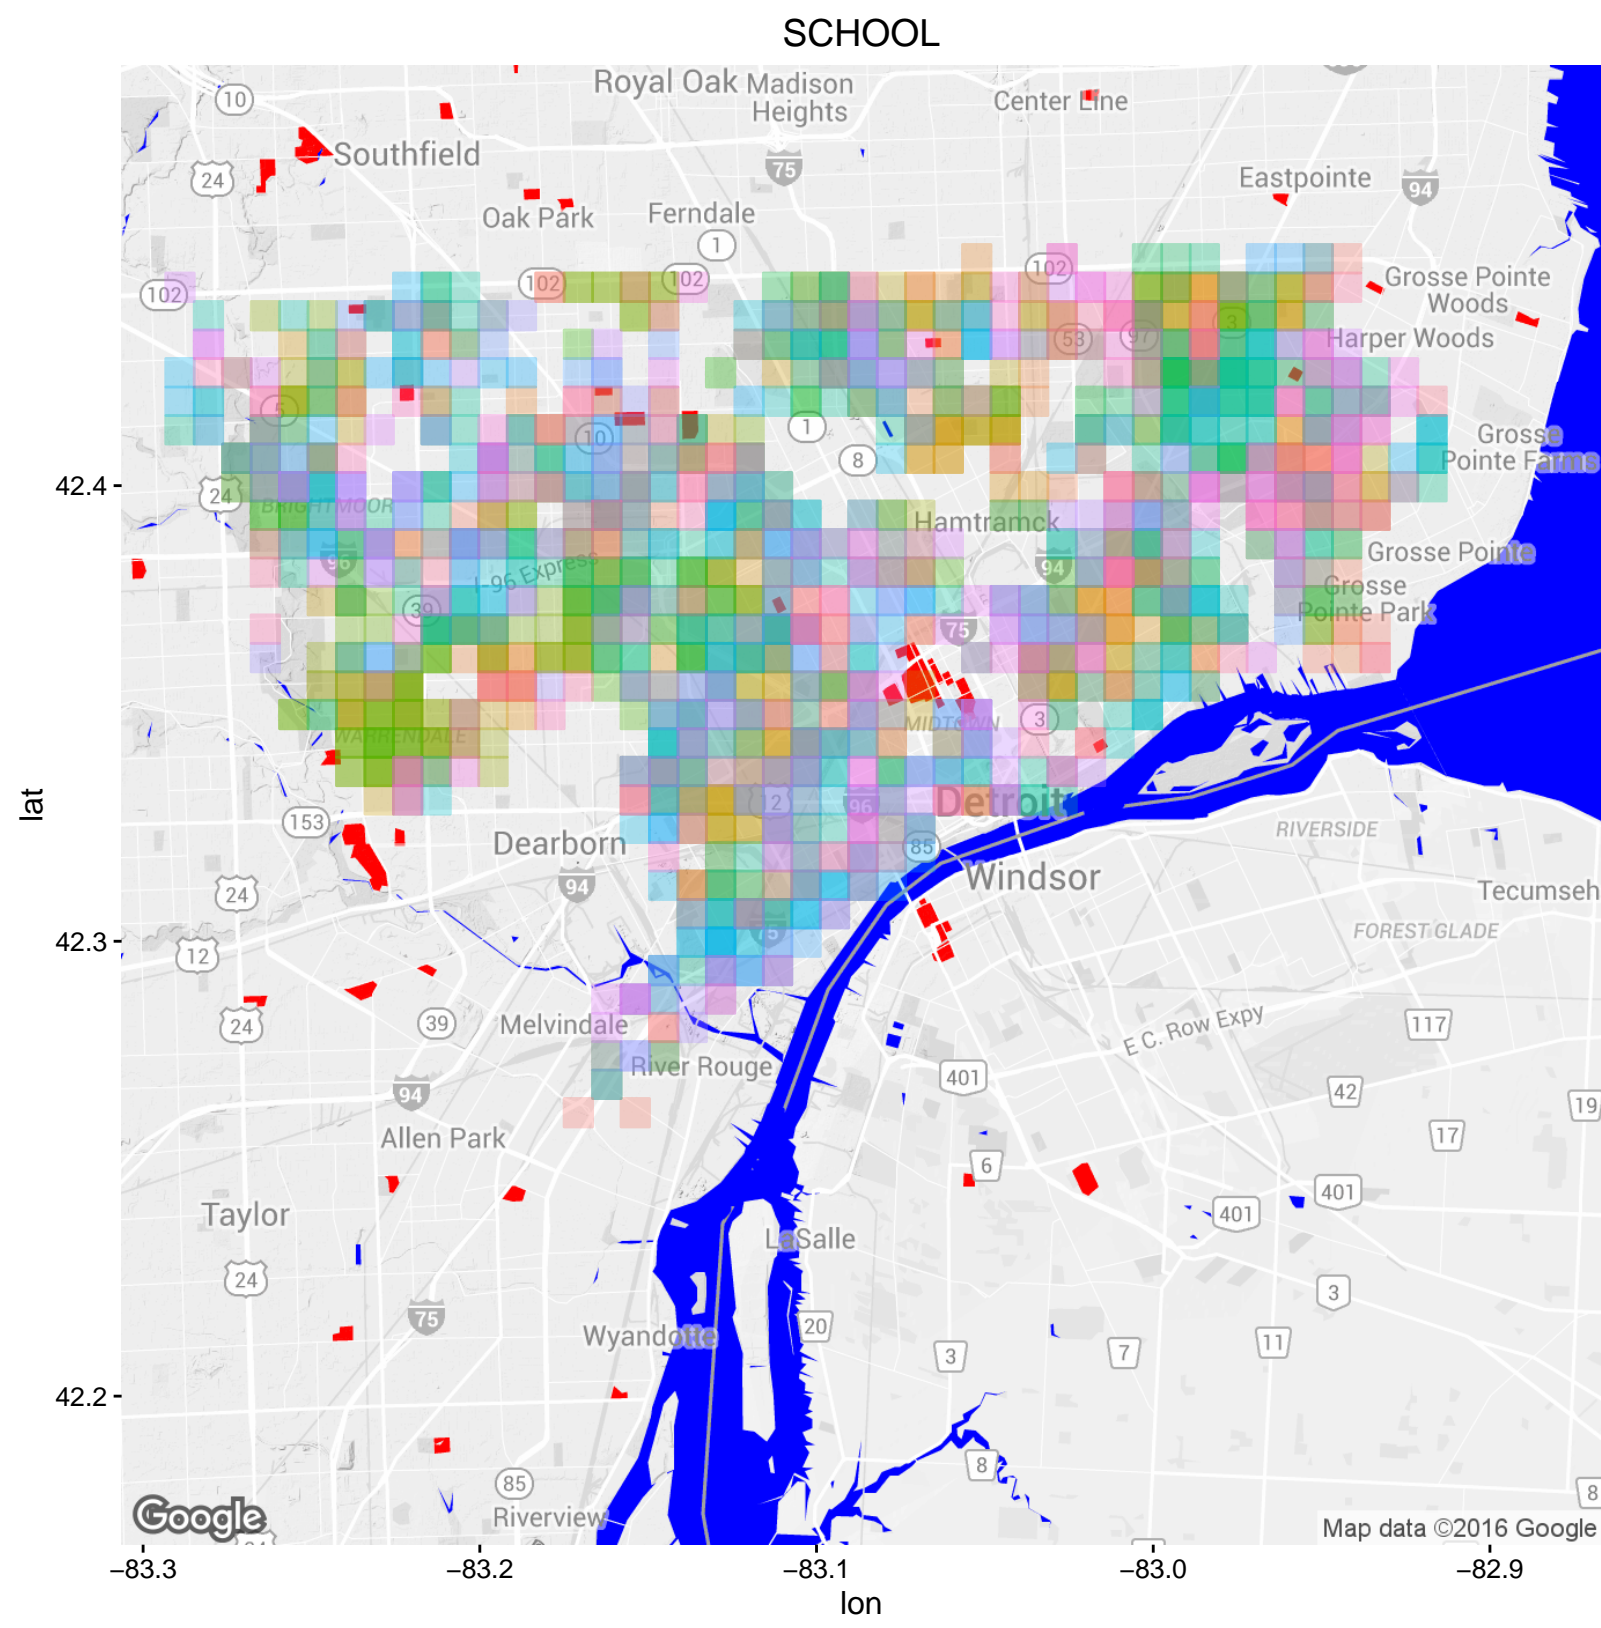 SCHOOL
Royal Oak
Madison
Heights
Center Line
10
Southfield
75
24
Eastpointe
94
Oak Park
Ferndale
1
102
102
102
102
Grosse Pointe
Woods
3
53
97
Harper Woods
5
10
1
8
Grosse
Pointe Farms
42.4
24
BRIGHTMOOR
Hamtramck
96
I-96 Express
94
Grosse Pointe
39
Grosse
Pointe Park
75
MIDTOWN
3
WARRENDALE
lat
12
96
Detroit
153
Dearborn
85
RIVERSIDE
94
Windsor
24
Tecumseh
42.3
12
75
FOREST GLADE
24
39
Melvindale
E C. Row Expy
117
River Rouge
401
94
42
19
Allen Park
17
6
401
Taylor
401
LaSalle
24
3
75
Wyandotte
20
3
7
11
42.2
8
85
8
Riverview
Google
Map data ©2016 Google
−83.3
−83.2
−83.1
−83.0
−82.9
lon